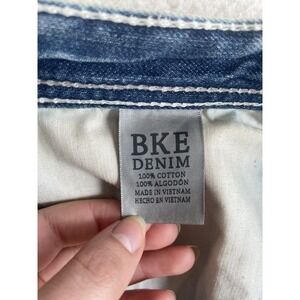 BKE
DENIM
100% COTTON
100% ALGODÓN
MADE IN VIETNAM
HECHO EN VIETNAM